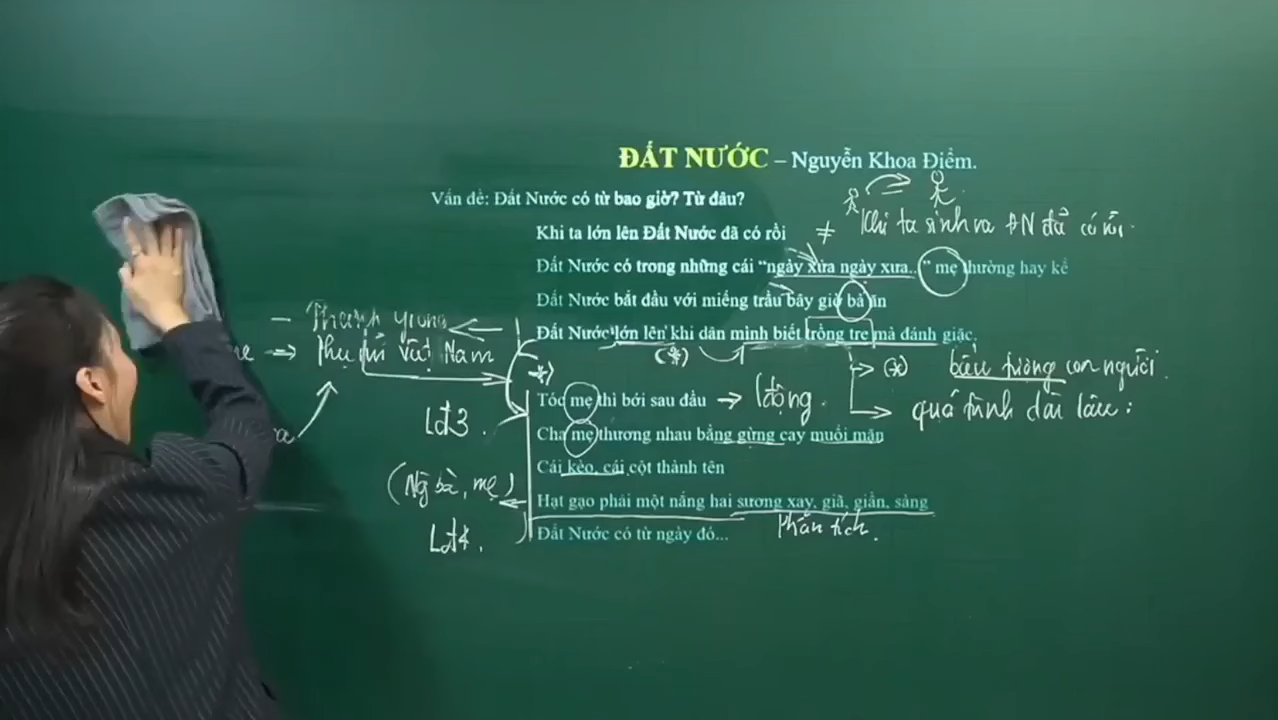 ĐẤT NƯỚC – Nguyễn Khoa Điềm.
Vấn đề: Đất Nước có từ bao giờ? Từ đâu?
Khi ta lớn lên Đất Nước đã có rồi ≠ Khi ta sinh ra ĐN đã có rồi.
Đất Nước có trong những cái “ngày xửa ngày xưa..” mẹ thường hay kể
Đất Nước bắt đầu với miếng trầu bây giờ bà ăn
– Thánh Gióng
Đất Nước lớn lên khi dân mình biết trồng tre mà đánh giặc.
→ Phụ nữ Việt Nam
(*)
(*) biểu tượng con người.
Tóc mẹ thì bới sau đầu → lđộng.
quá trình dài lâu:
Lđ3.
Cha mẹ thương nhau bằng gừng cay muối mặn
Cái kèo, cái cột thành tên
(Ng bà, mẹ)
Hạt gạo phải một nắng hai sương xay, giã, giần, sàng
Phân tích.
Lđ4.
Đất Nước có từ ngày đó...